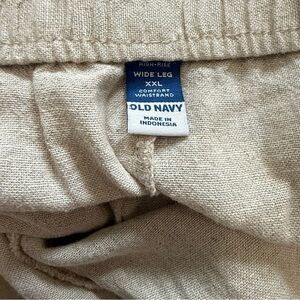 HIGH-RISE
WIDE LEG
XXL
COMFORT
WAISTBAND
OLD NAVY
MADE IN
INDONESIA